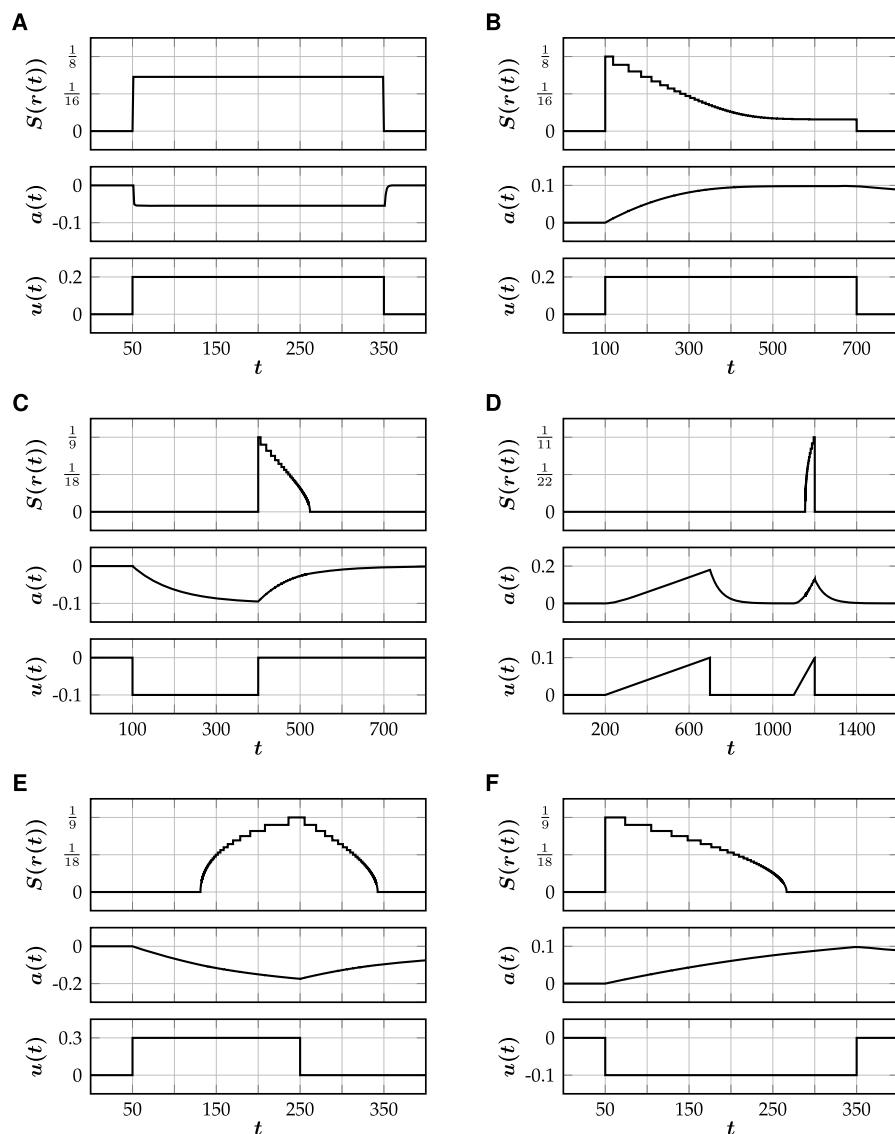 A
S(r(t))
1/8
1/16
0
a(t)
0
-0.1
u(t)
0.2
0
50 150 250 350
t
B
S(r(t))
1/8
1/16
0
a(t)
0.1
0
u(t)
0.2
0
100 300 500 700
t
C
S(r(t))
1/9
1/18
0
a(t)
0
-0.1
u(t)
0
-0.1
100 300 500 700
t
D
S(r(t))
1/11
1/22
0
a(t)
0.2
0
u(t)
0.1
0
200 600 1000 1400
t
E
S(r(t))
1/9
1/18
0
a(t)
0
-0.2
u(t)
0.3
0
50 150 250 350
t
F
S(r(t))
1/9
1/18
0
a(t)
0.1
0
u(t)
0
-0.1
50 150 250 350
t